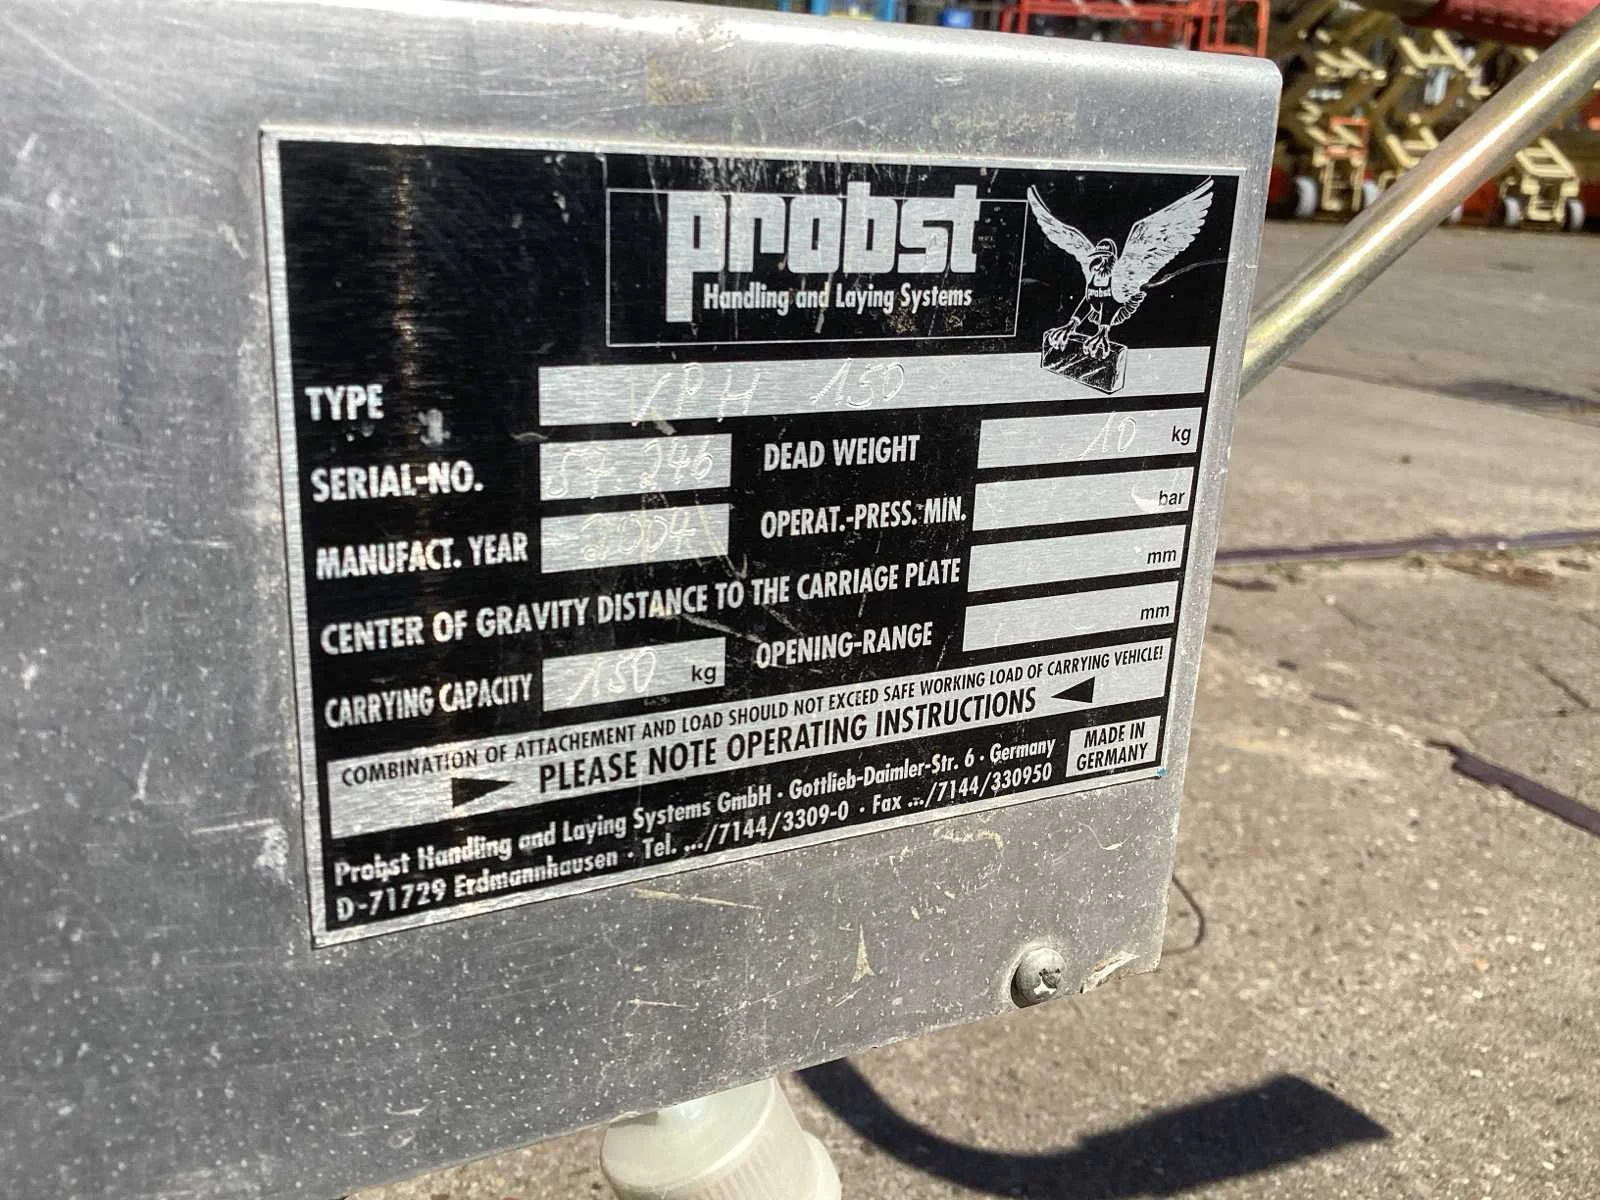 probst
Handling and Laying Systems
probst
TYPE VPH 150
SERIAL-NO. 57.246
DEAD WEIGHT 10 kg
MANUFACT. YEAR 2004
OPERAT.-PRESS.-MIN. bar
CENTER OF GRAVITY DISTANCE TO THE CARRIAGE PLATE mm
CARRYING CAPACITY 150 kg
OPENING-RANGE mm
COMBINATION OF ATTACHEMENT AND LOAD SHOULD NOT EXCEED SAFE WORKING LOAD OF CARRYING VEHICLE!
PLEASE NOTE OPERATING INSTRUCTIONS
Probst Handling and Laying Systems GmbH · Gottlieb-Daimler-Str. 6 · Germany
D-71729 Erdmannhausen · Tel. .../7144/3309-0 · Fax .../7144/330950
MADE IN
GERMANY